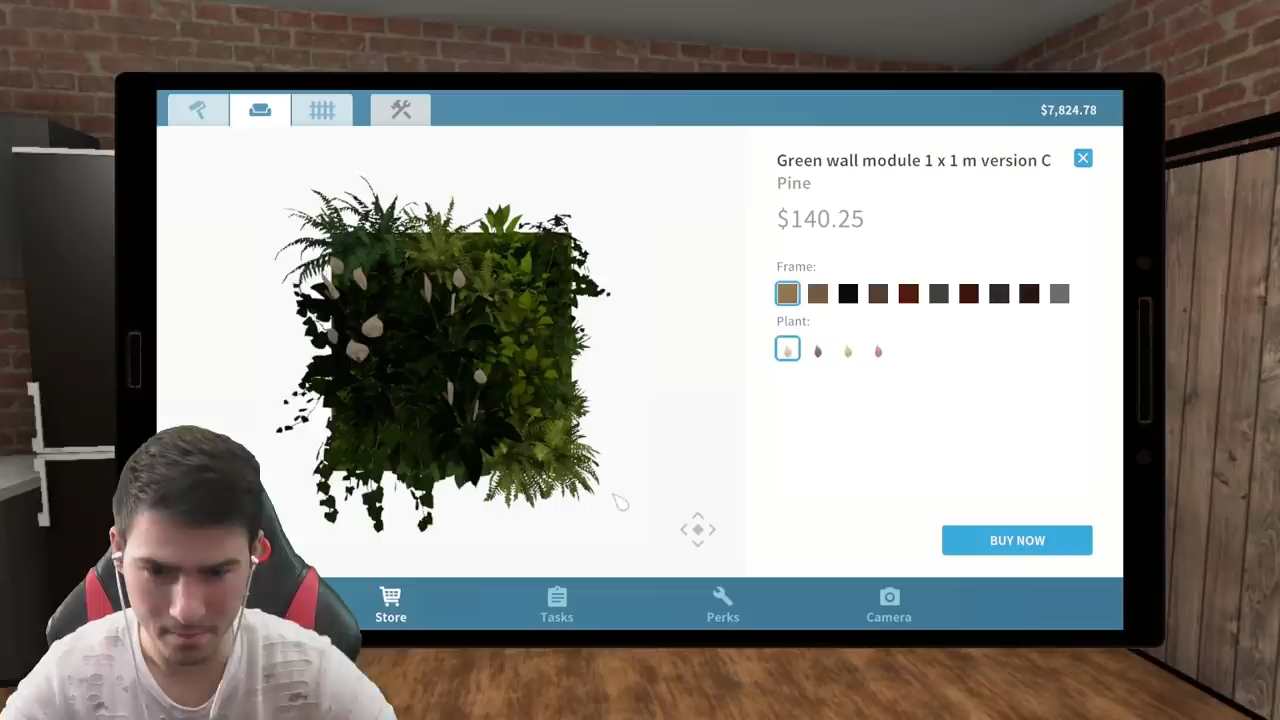 $7,824.78
Green wall module 1 x 1 m version C
Pine
$140.25
Frame:
Plant:
BUY NOW
Store
Tasks
Perks
Camera